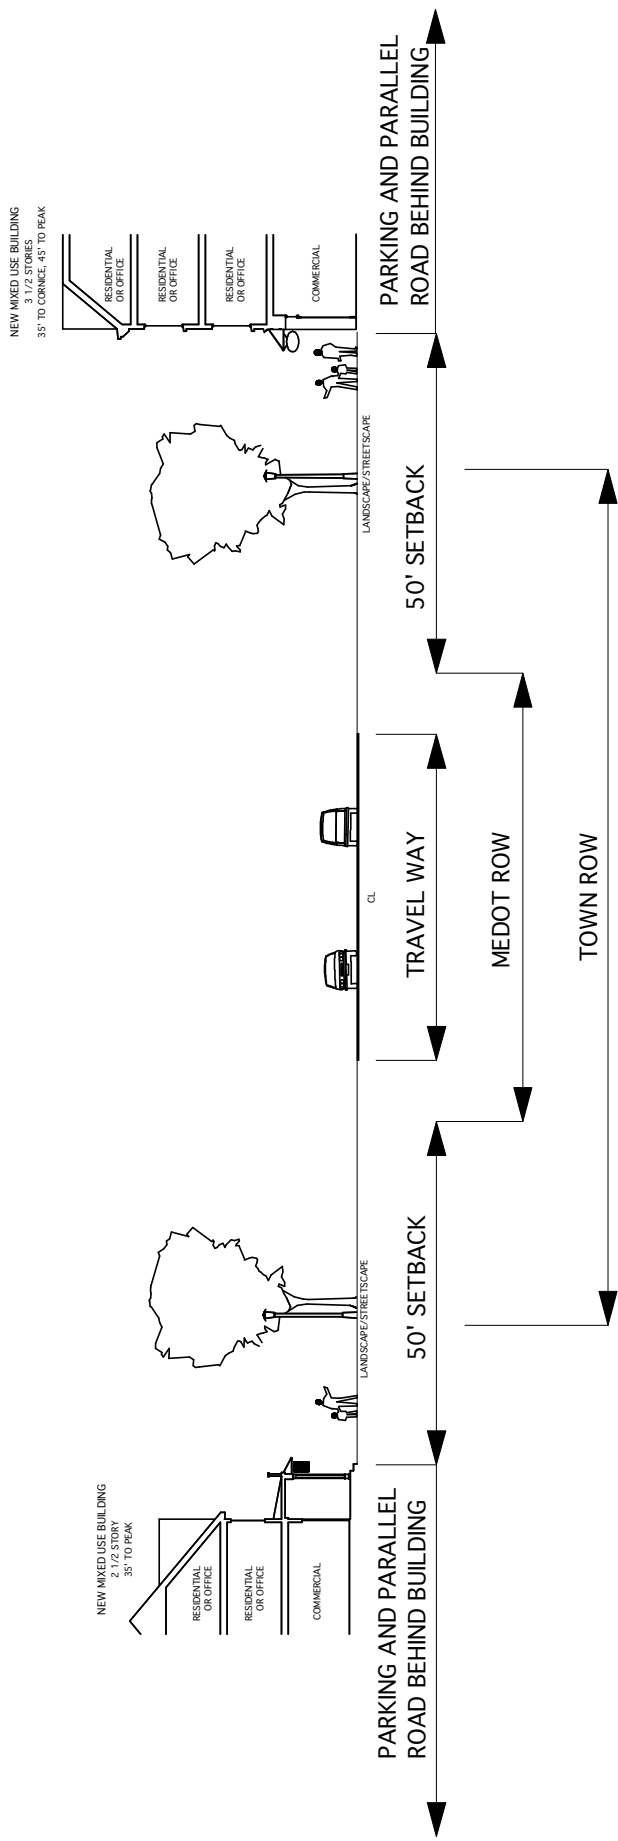 NEW MIXED USE BUILDING
2 1/2 STORY
35' TO PEAK
RESIDENTIAL
OR OFFICE
RESIDENTIAL
OR OFFICE
COMMERCIAL
NEW MIXED USE BUILDING
3 1/2 STORIES
35' TO CORNICE, 45' TO PEAK
RESIDENTIAL
OR OFFICE
RESIDENTIAL
OR OFFICE
RESIDENTIAL
OR OFFICE
COMMERCIAL
LANDSCAPE/STREETSCAPE
CL
LANDSCAPE/STREETSCAPE
PARKING AND PARALLEL
ROAD BEHIND BUILDING
50' SETBACK
TRAVEL WAY
50' SETBACK
PARKING AND PARALLEL
ROAD BEHIND BUILDING
MEDOT ROW
TOWN ROW